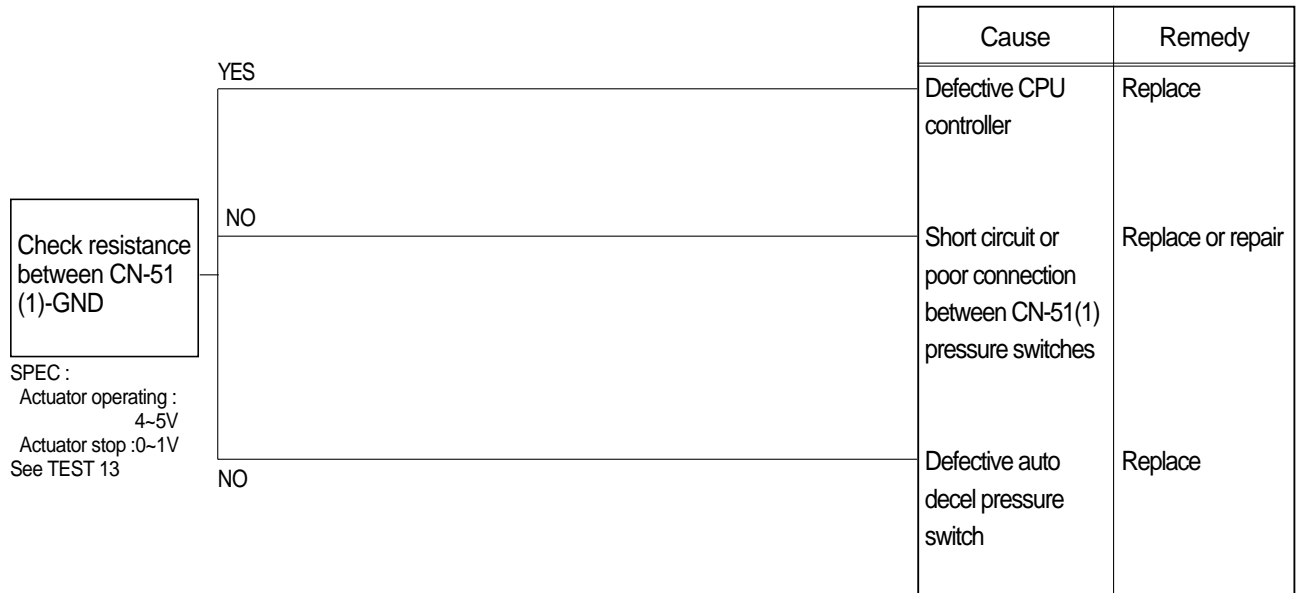 Cause
Remedy
YES
Defective CPU
controller
Replace
NO
Check resistance
between CN-51
(1)-GND
Short circuit or
poor connection
between CN-51(1)
pressure switches
Replace or repair
SPEC :
Actuator operating :
4~5V
Actuator stop :0~1V
See TEST 13
NO
Defective auto
decel pressure
switch
Replace